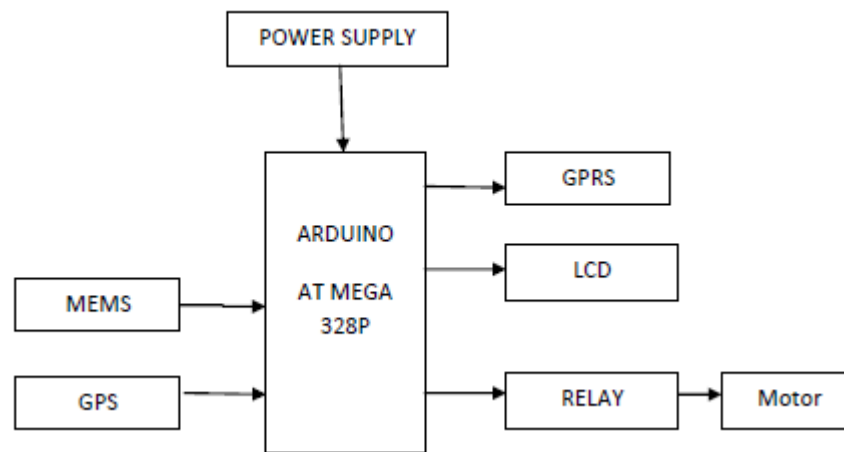 POWER SUPPLY
GPRS
ARDUINO
LCD
AT MEGA
MEMS
328P
GPS
RELAY
Motor